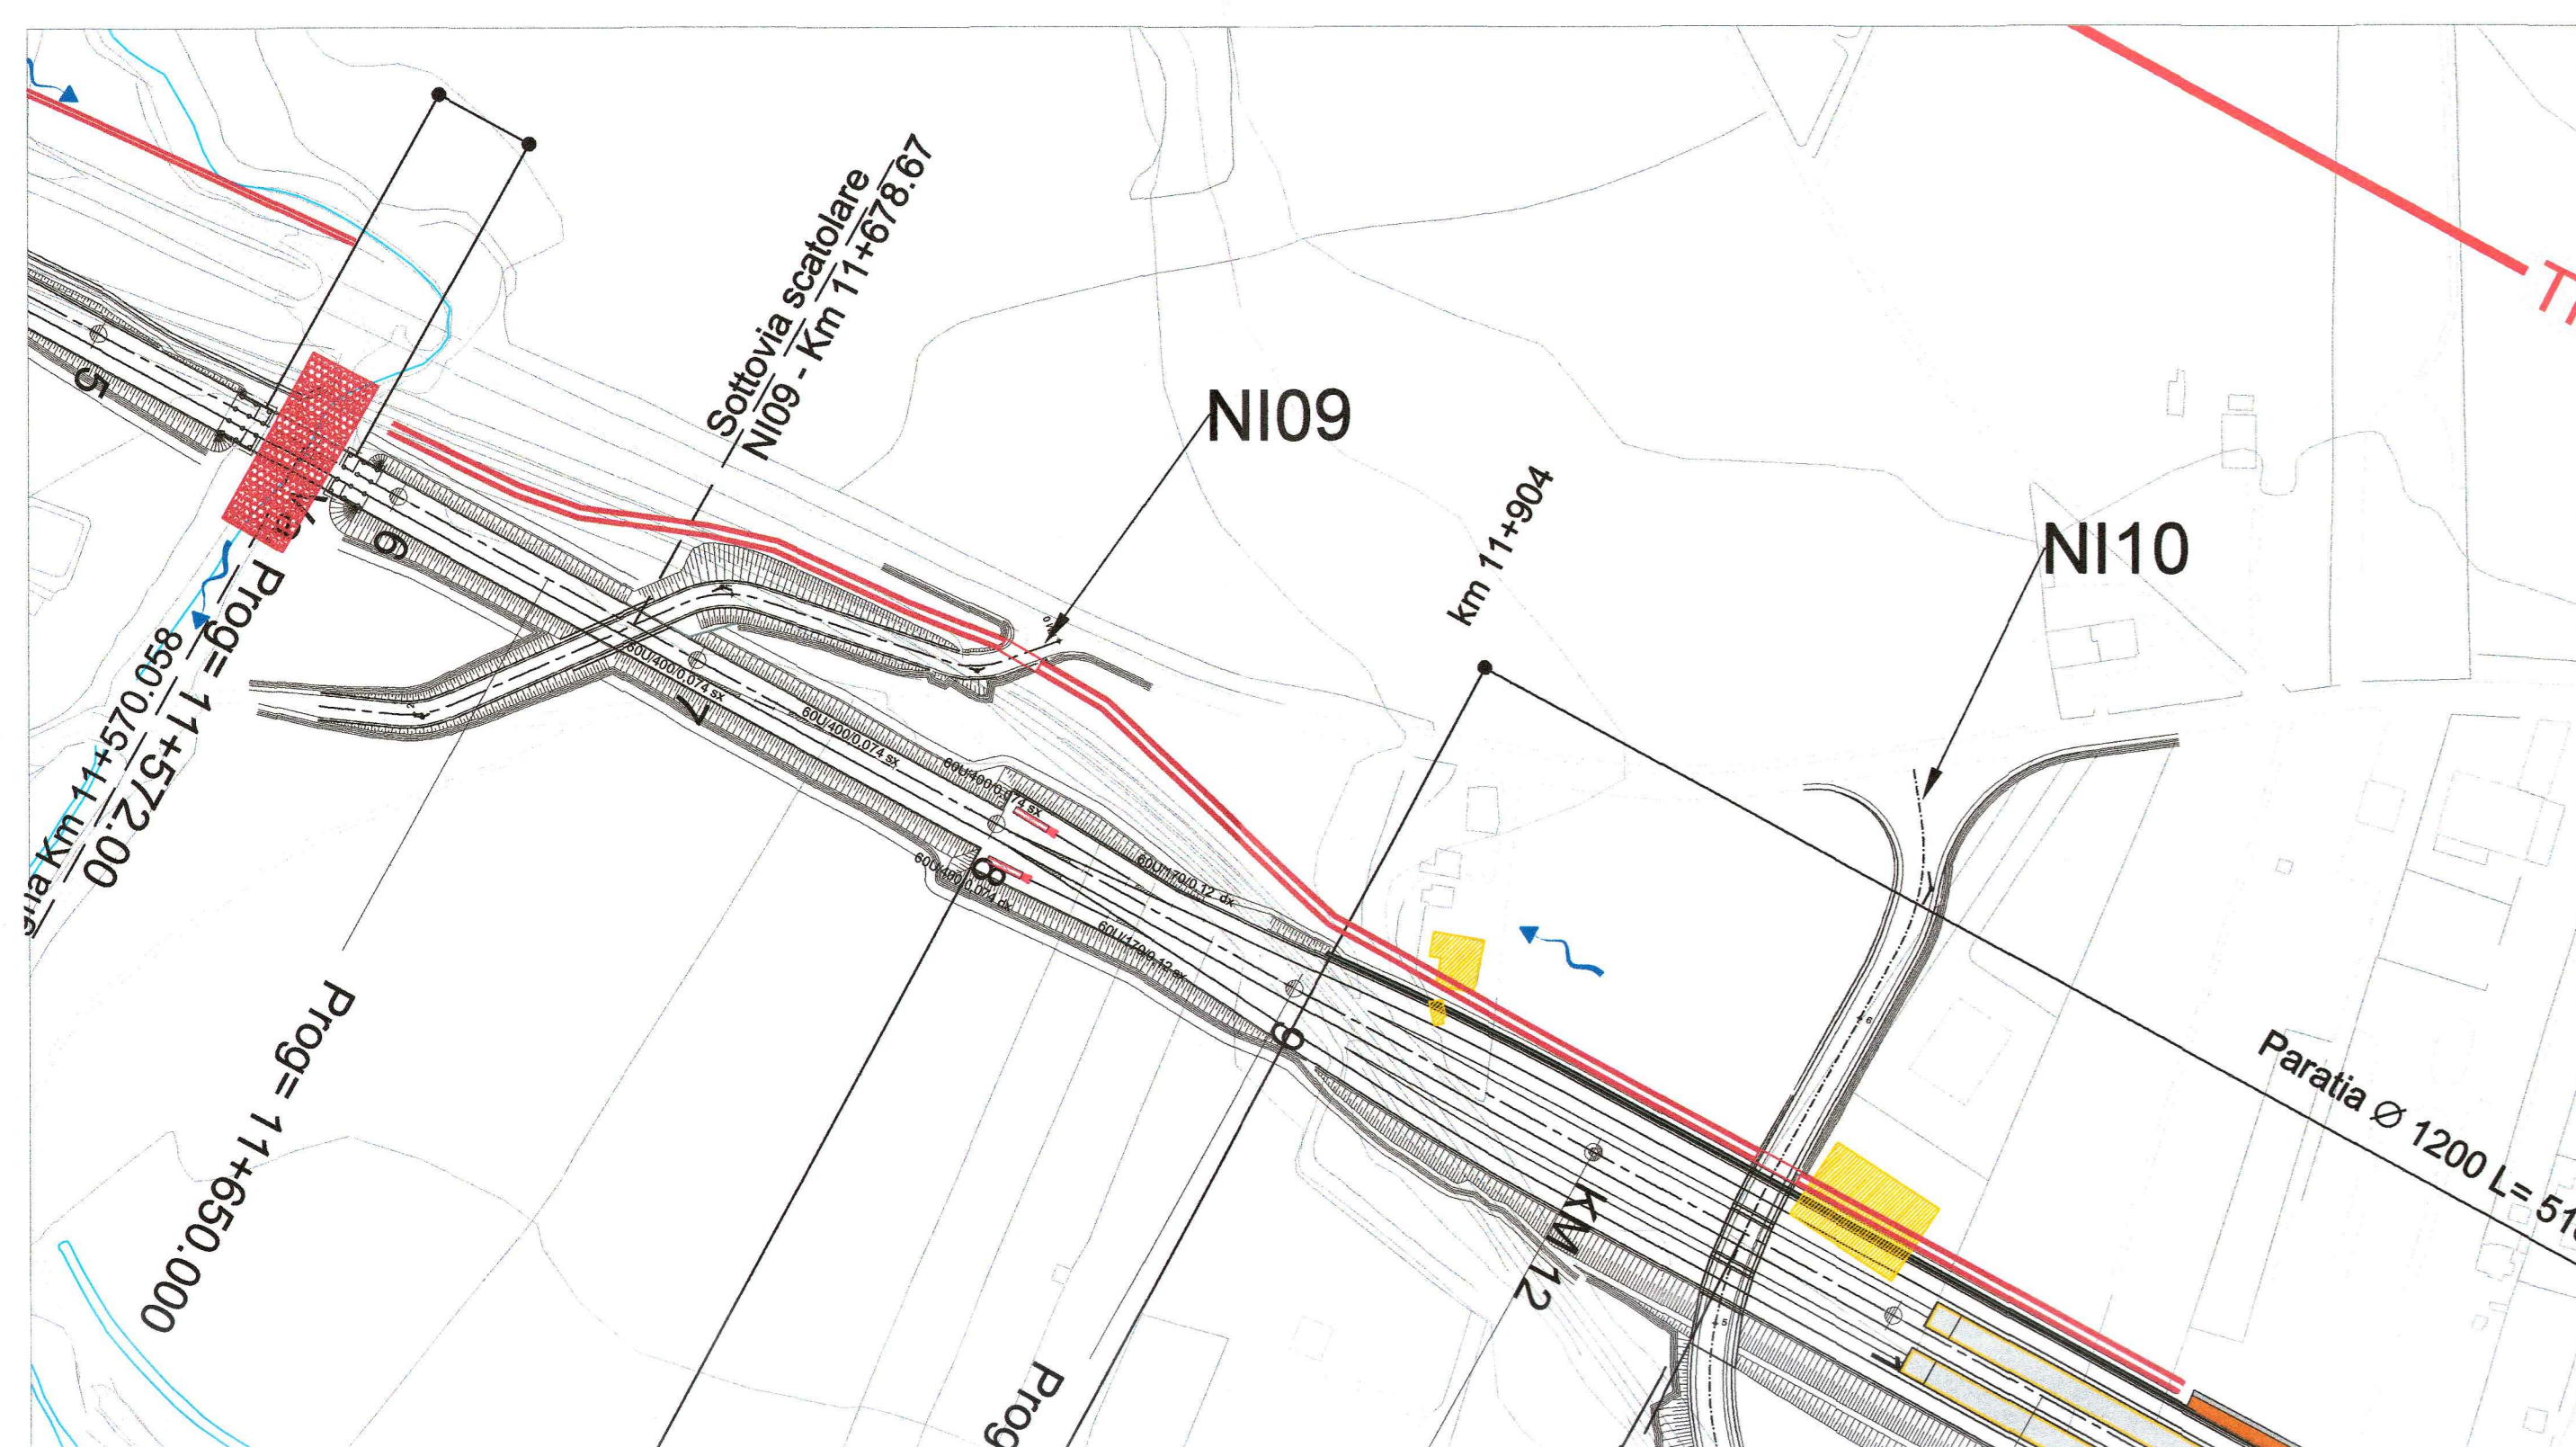 Sottovia scatolare
NI09 - Km 11+678.67
NI09
km 11+904
NI10
Paratia Ø 1200 L=
5
6
7
8
9
KM 12
1
Prog= 11+572.00
Km 11+570.058
Prog= 11+650.000
Prog
60U/400/0.074 sx
60U/400/0.074 sx
60U/400/0.074 sx
60U/400/0.074 dx
60U/170/0.12 dx
60U/170/0.12 sx